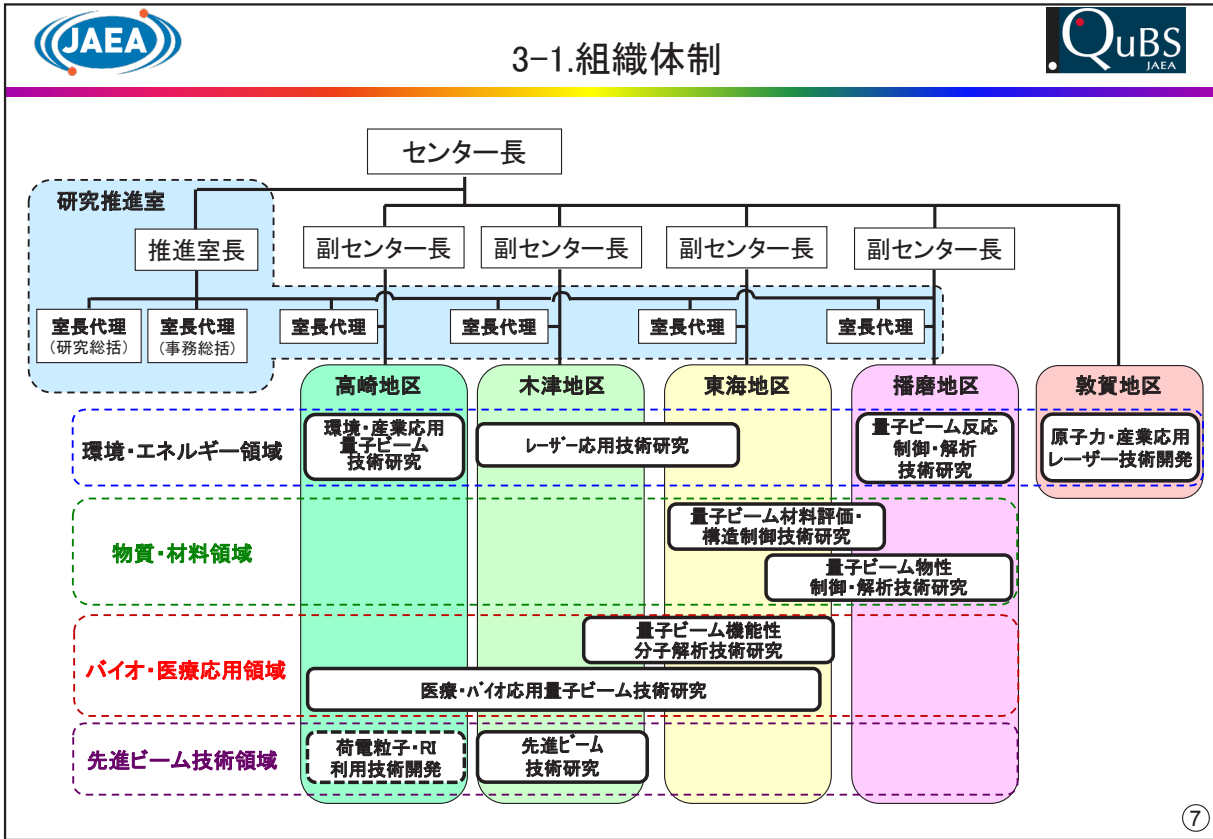 JAEA
3-1.組織体制
QuBS
JAEA
センター長
研究推進室
推進室長
副センター長
副センター長
副センター長
副センター長
室長代理
(研究総括)
室長代理
(事務総括)
室長代理
室長代理
室長代理
室長代理
高崎地区
木津地区
東海地区
播磨地区
敦賀地区
環境・エネルギー領域
環境・産業応用
量子ビーム
技術研究
レーザー応用技術研究
量子ビーム反応
制御・解析
技術研究
原子力・産業応用
レーザー技術開発
物質・材料領域
量子ビーム材料評価・
構造制御技術研究
量子ビーム物性
制御・解析技術研究
バイオ・医療応用領域
量子ビーム機能性
分子解析技術研究
医療・バイオ応用量子ビーム技術研究
先進ビーム技術領域
荷電粒子・RI
利用技術開発
先進ビーム
技術研究
⑦